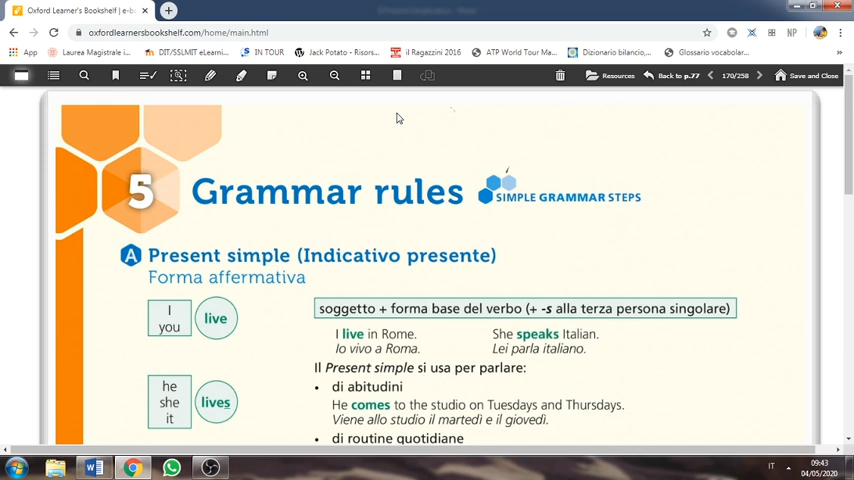 Oxford Learner's Bookshelf | e-bo
oxfordlearnersbookshelf.com/home/main.html
App
Laurea Magistrale i...
DIT/SSLMIT eLearni...
IN TOUR
Jack Potato - Risors...
il Ragazzini 2016
ATP World Tour Ma...
Dizionario bilancio,...
Glossario vocabolar...
NP
Resources
Back to p.77
170/258
Save and Close
5 Grammar rules
SIMPLE GRAMMAR STEPS
A Present simple (Indicativo presente)
Forma affermativa
I
you
live
soggetto + forma base del verbo (+ -s alla terza persona singolare)
I live in Rome. She speaks Italian.
Io vivo a Roma. Lei parla italiano.
Il Present simple si usa per parlare:
he
she
it
lives
• di abitudini
He comes to the studio on Tuesdays and Thursdays.
Viene allo studio il martedì e il giovedì.
• di routine quotidiane
IT
09:43
04/05/2020